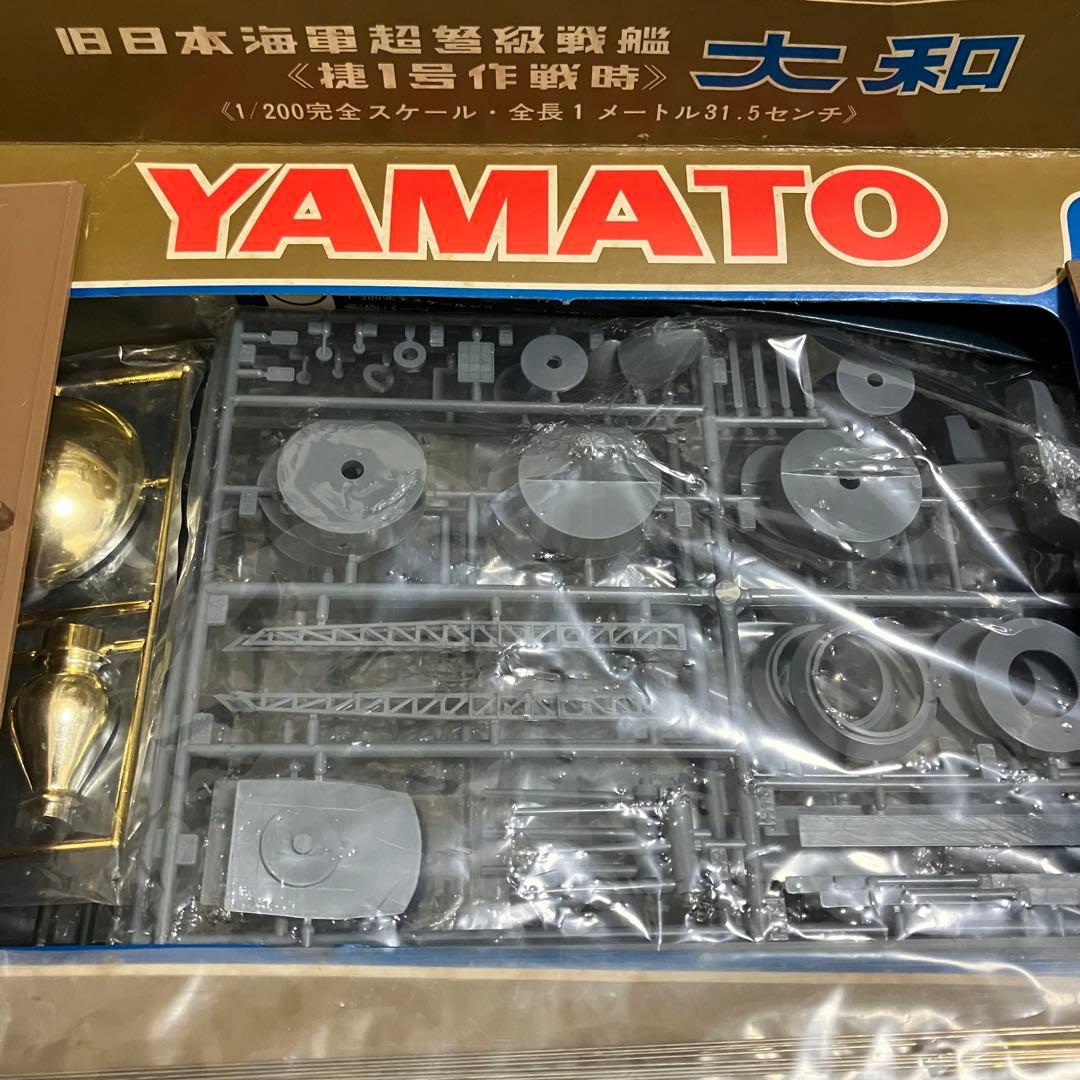 旧日本海軍超弩級戦艦
《捷1号作戦時》
大和
《1/200完全スケール・全長1メートル31.5センチ》
YAMATO